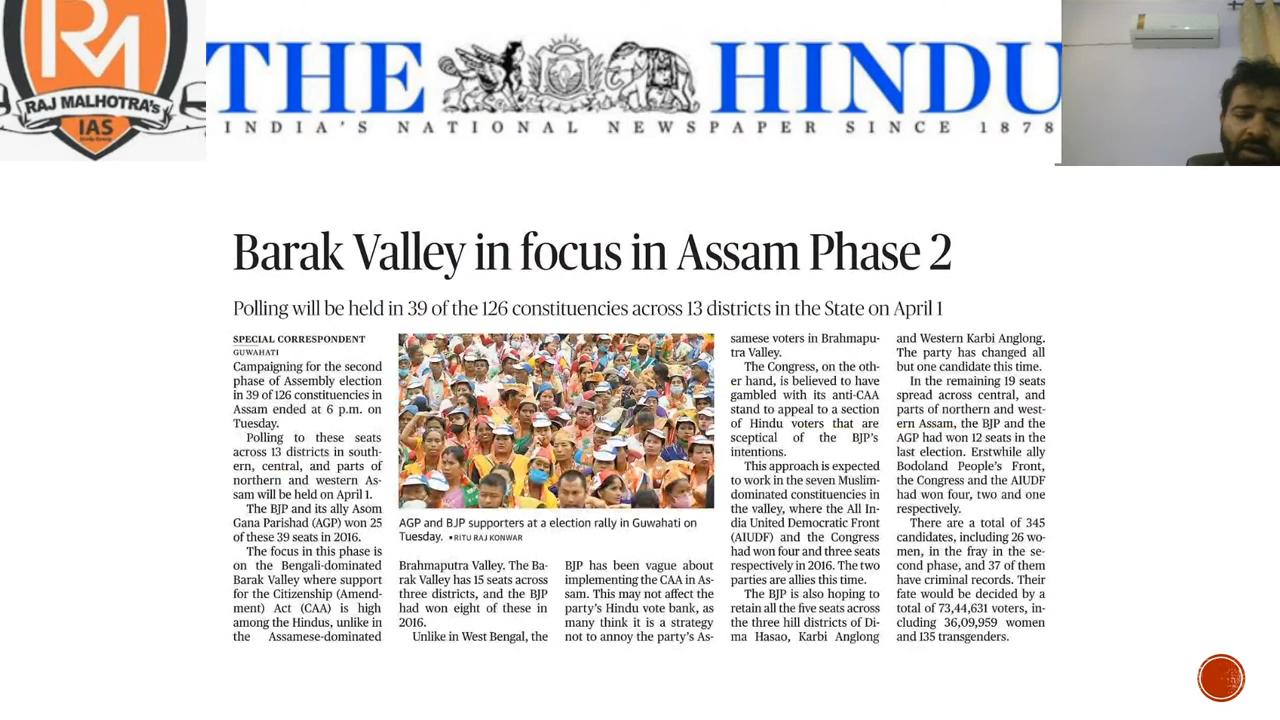 RM
RAJ MALHOTRA's
IAS
THE HINDU
INDIA'S NATIONAL NEWSPAPER SINCE 1878
Barak Valley in focus in Assam Phase 2
Polling will be held in 39 of the 126 constituencies across 13 districts in the State on April 1
SPECIAL CORRESPONDENT
GUWAHATI
Campaigning for the second
phase of Assembly election
in 39 of 126 constituencies in
Assam ended at 6 p.m. on
Tuesday.
Polling to these seats
across 13 districts in south-
ern, central, and parts of
northern and western As-
sam will be held on April 1.
The BJP and its ally Asom
Gana Parishad (AGP) won 25
of these 39 seats in 2016.
The focus in this phase is
on the Bengali-dominated
Barak Valley where support
for the Citizenship (Amend-
ment) Act (CAA) is high
among the Hindus, unlike in
the Assamese-dominated
AGP and BJP supporters at a election rally in Guwahati on
Tuesday. ▪RITU RAJ KONWAR
Brahmaputra Valley. The Ba-
rak Valley has 15 seats across
three districts, and the BJP
had won eight of these in
2016.
Unlike in West Bengal, the
BJP has been vague about
implementing the CAA in As-
sam. This may not affect the
party's Hindu vote bank, as
many think it is a strategy
not to annoy the party's As-
samese voters in Brahmapu-
tra Valley.
The Congress, on the oth-
er hand, is believed to have
gambled with its anti-CAA
stand to appeal to a section
of Hindu voters that are
sceptical of the BJP's
intentions.
This approach is expected
to work in the seven Muslim-
dominated constituencies in
the valley, where the All In-
dia United Democratic Front
(AIUDF) and the Congress
had won four and three seats
respectively in 2016. The two
parties are allies this time.
The BJP is also hoping to
retain all the five seats across
the three hill districts of Di-
ma Hasao, Karbi Anglong
and Western Karbi Anglong.
The party has changed all
but one candidate this time.
In the remaining 19 seats
spread across central, and
parts of northern and west-
ern Assam, the BJP and the
AGP had won 12 seats in the
last election. Erstwhile ally
Bodoland People's Front,
the Congress and the AIUDF
had won four, two and one
respectively.
There are a total of 345
candidates, including 26 wo-
men, in the fray in the se-
cond phase, and 37 of them
have criminal records. Their
fate would be decided by a
total of 73,44,631 voters, in-
cluding 36,09,959 women
and 135 transgenders.